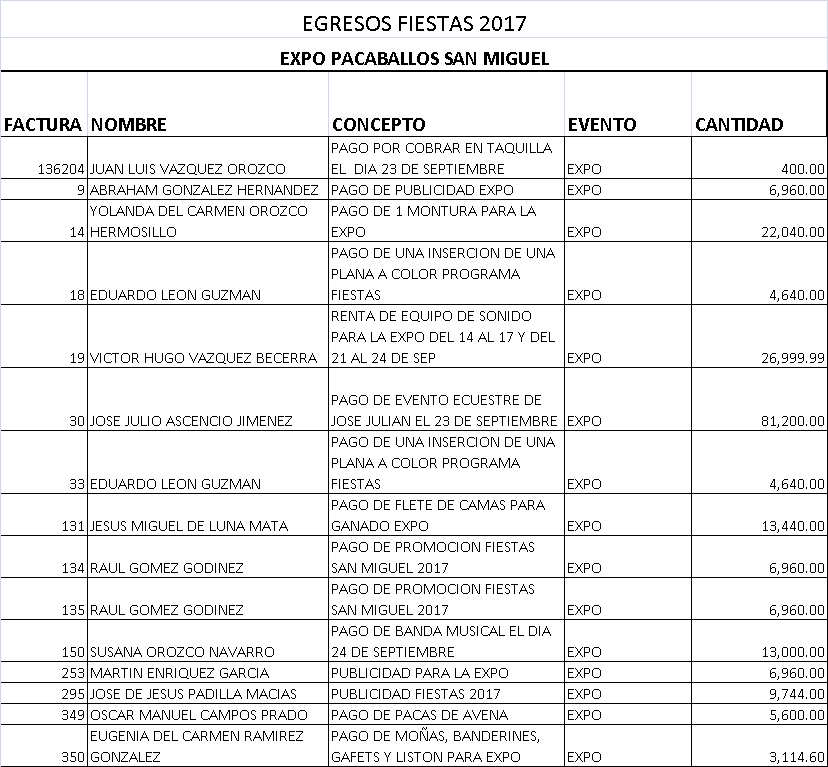 EGRESOS FIESTAS 2017
EXPO PACABALLOS SAN MIGUEL
FACTURA NOMBRE CONCEPTO EVENTO CANTIDAD
PAGO POR COBRAR EN TAQUILLA
136204 JUAN LUIS VAZQUEZ OROZCO EL DIA 23 DE SEPTIEMBRE EXPO 400.00
9 ABRAHAM GONZALEZ HERNANDEZ PAGO DE PUBLICIDAD EXPO EXPO 6,960.00
YOLANDA DEL CARMEN OROZCO PAGO DE 1 MONTURA PARA LA
14 HERMOSILLO EXPO EXPO 22,040.00
PAGO DE UNA INSERCION DE UNA
PLANA A COLOR PROGRAMA
18 EDUARDO LEON GUZMAN FIESTAS EXPO 4,640.00
RENTA DE EQUIPO DE SONIDO
PARA LA EXPO DEL 14 AL 17 Y DEL
19 VICTOR HUGO VAZQUEZ BECERRA 21 AL 24 DE SEP EXPO 26,999.99
PAGO DE EVENTO ECUESTRE DE
30 JOSE JULIO ASCENCIO JIMENEZ JOSE JULIAN EL 23 DE SEPTIEMBRE EXPO 81,200.00
PAGO DE UNA INSERCION DE UNA
PLANA A COLOR PROGRAMA
33 EDUARDO LEON GUZMAN FIESTAS EXPO 4,640.00
PAGO DE FLETE DE CAMAS PARA
131 JESUS MIGUEL DE LUNA MATA GANADO EXPO EXPO 13,440.00
PAGO DE PROMOCION FIESTAS
134 RAUL GOMEZ GODINEZ SAN MIGUEL 2017 EXPO 6,960.00
PAGO DE PROMOCION FIESTAS
135 RAUL GOMEZ GODINEZ SAN MIGUEL 2017 EXPO 6,960.00
PAGO DE BANDA MUSICAL EL DIA
150 SUSANA OROZCO NAVARRO 24 DE SEPTIEMBRE EXPO 13,000.00
253 MARTIN ENRIQUEZ GARCIA PUBLICIDAD PARA LA EXPO EXPO 6,960.00
295 JOSE DE JESUS PADILLA MACIAS PUBLICIDAD FIESTAS 2017 EXPO 9,744.00
349 OSCAR MANUEL CAMPOS PRADO PAGO DE PACAS DE AVENA EXPO 5,600.00
EUGENIA DEL CARMEN RAMIREZ PAGO DE MOÑAS, BANDERINES,
350 GONZALEZ GAFETS Y LISTON PARA EXPO EXPO 3,114.60